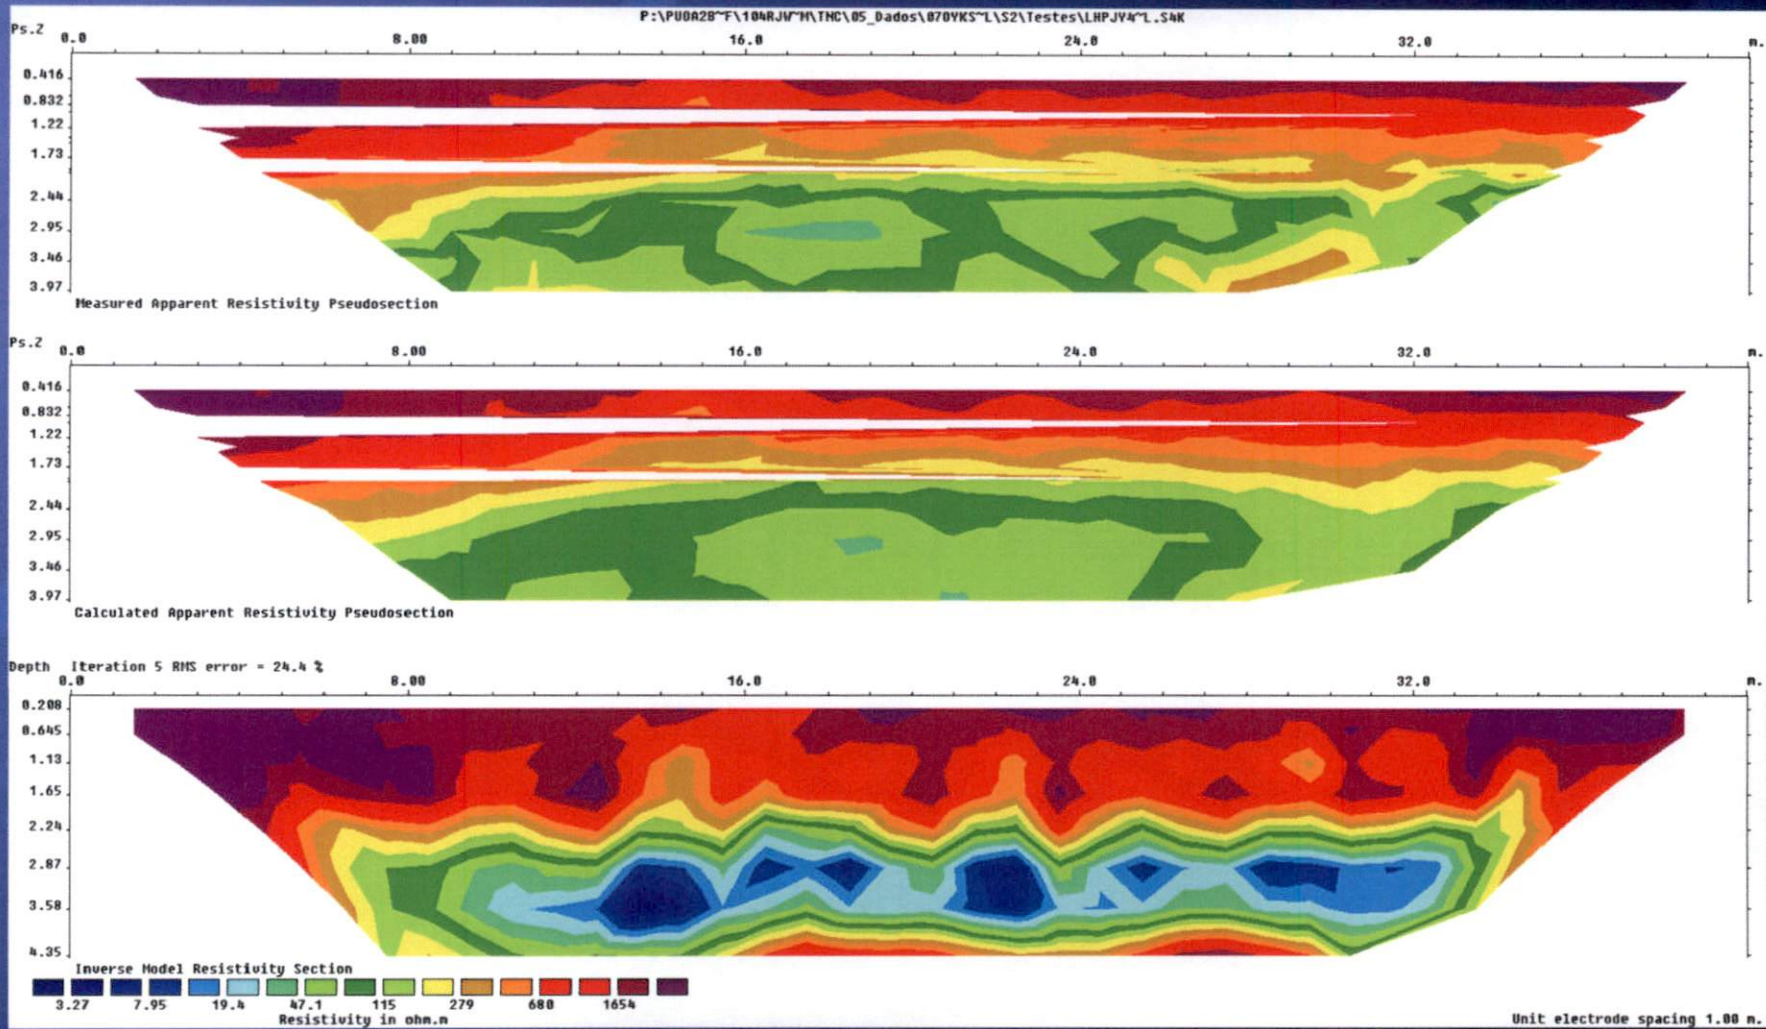 P:\PU0A2B~F\104RJW~M\TNC\05_Dados\070YKS~L\S2\Testes\LHPJY4~L.S4K
Ps.Z 0.0 8.00 16.0 24.0 32.0 m.
0.416
0.832
1.22
1.73
2.44
2.95
3.46
3.97
Measured Apparent Resistivity Pseudosection
Ps.Z 0.0 8.00 16.0 24.0 32.0 m.
0.416
0.832
1.22
1.73
2.44
2.95
3.46
3.97
Calculated Apparent Resistivity Pseudosection
Depth Iteration 5 RMS error = 24.4 %
0.0 8.00 16.0 24.0 32.0 m.
0.208
0.645
1.13
1.65
2.24
2.87
3.58
4.35
Inverse Model Resistivity Section
3.27 7.95 19.4 47.1 115 279 680 1654
Resistivity in ohm.m
Unit electrode spacing 1.00 m.